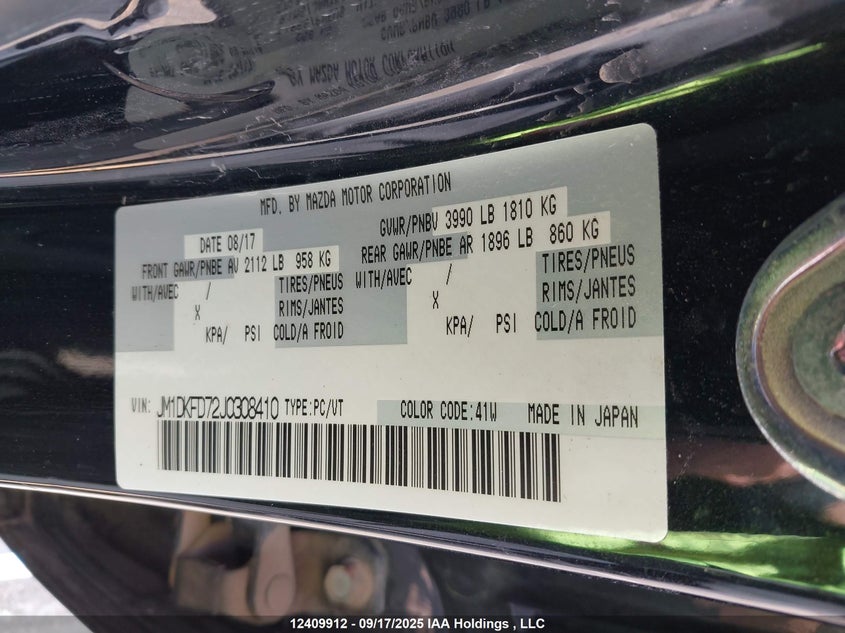 MFD. BY MAZDA MOTOR CORPORATION
DATE 08/17
GVWR/PNBV 3990 LB 1810 KG
FRONT GAWR/PNBE AV 2112 LB 958 KG
REAR GAWR/PNBE AR 1896 LB 860 KG
WITH/AVEC / TIRES/PNEUS
WITH/AVEC / TIRES/PNEUS
X RIMS/JANTES
X RIMS/JANTES
KPA/ PSI COLD/A FROID
KPA/ PSI COLD/A FROID
VIN: JM1DKFD72J0308410 TYPE:PC/VT COLOR CODE:41W MADE IN JAPAN
12409912 - 09/17/2025 IAA Holdings , LLC